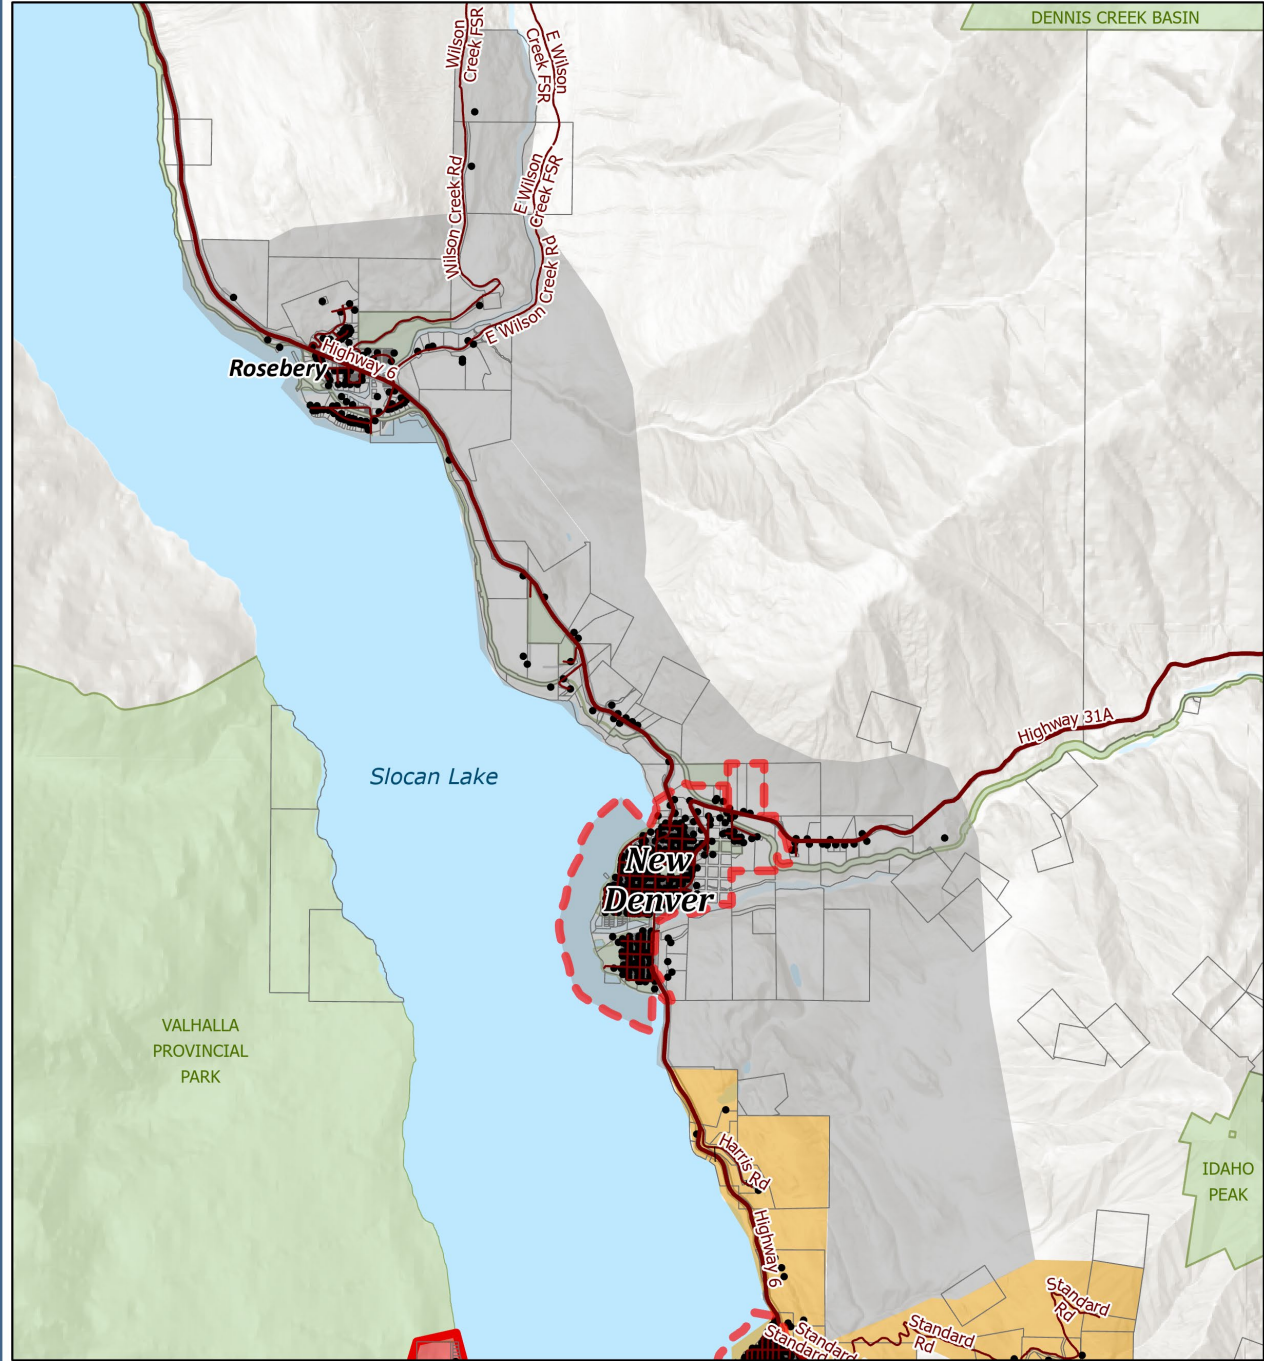 DENNIS CREEK BASIN
Wilson
Creek FSR
E Wilson
Creek FSR
Wilson Creek Rd
E Wilson
Creek FSR
E Wilson Creek Rd
Highway 6
Rosebery
Highway 31A
Slocan Lake
New
Denver
VALHALLA
PROVINCIAL
PARK
Harris Rd
IDAHO
PEAK
Highway 6
Standard
Rd
Standard
Rd
Standard
Standard